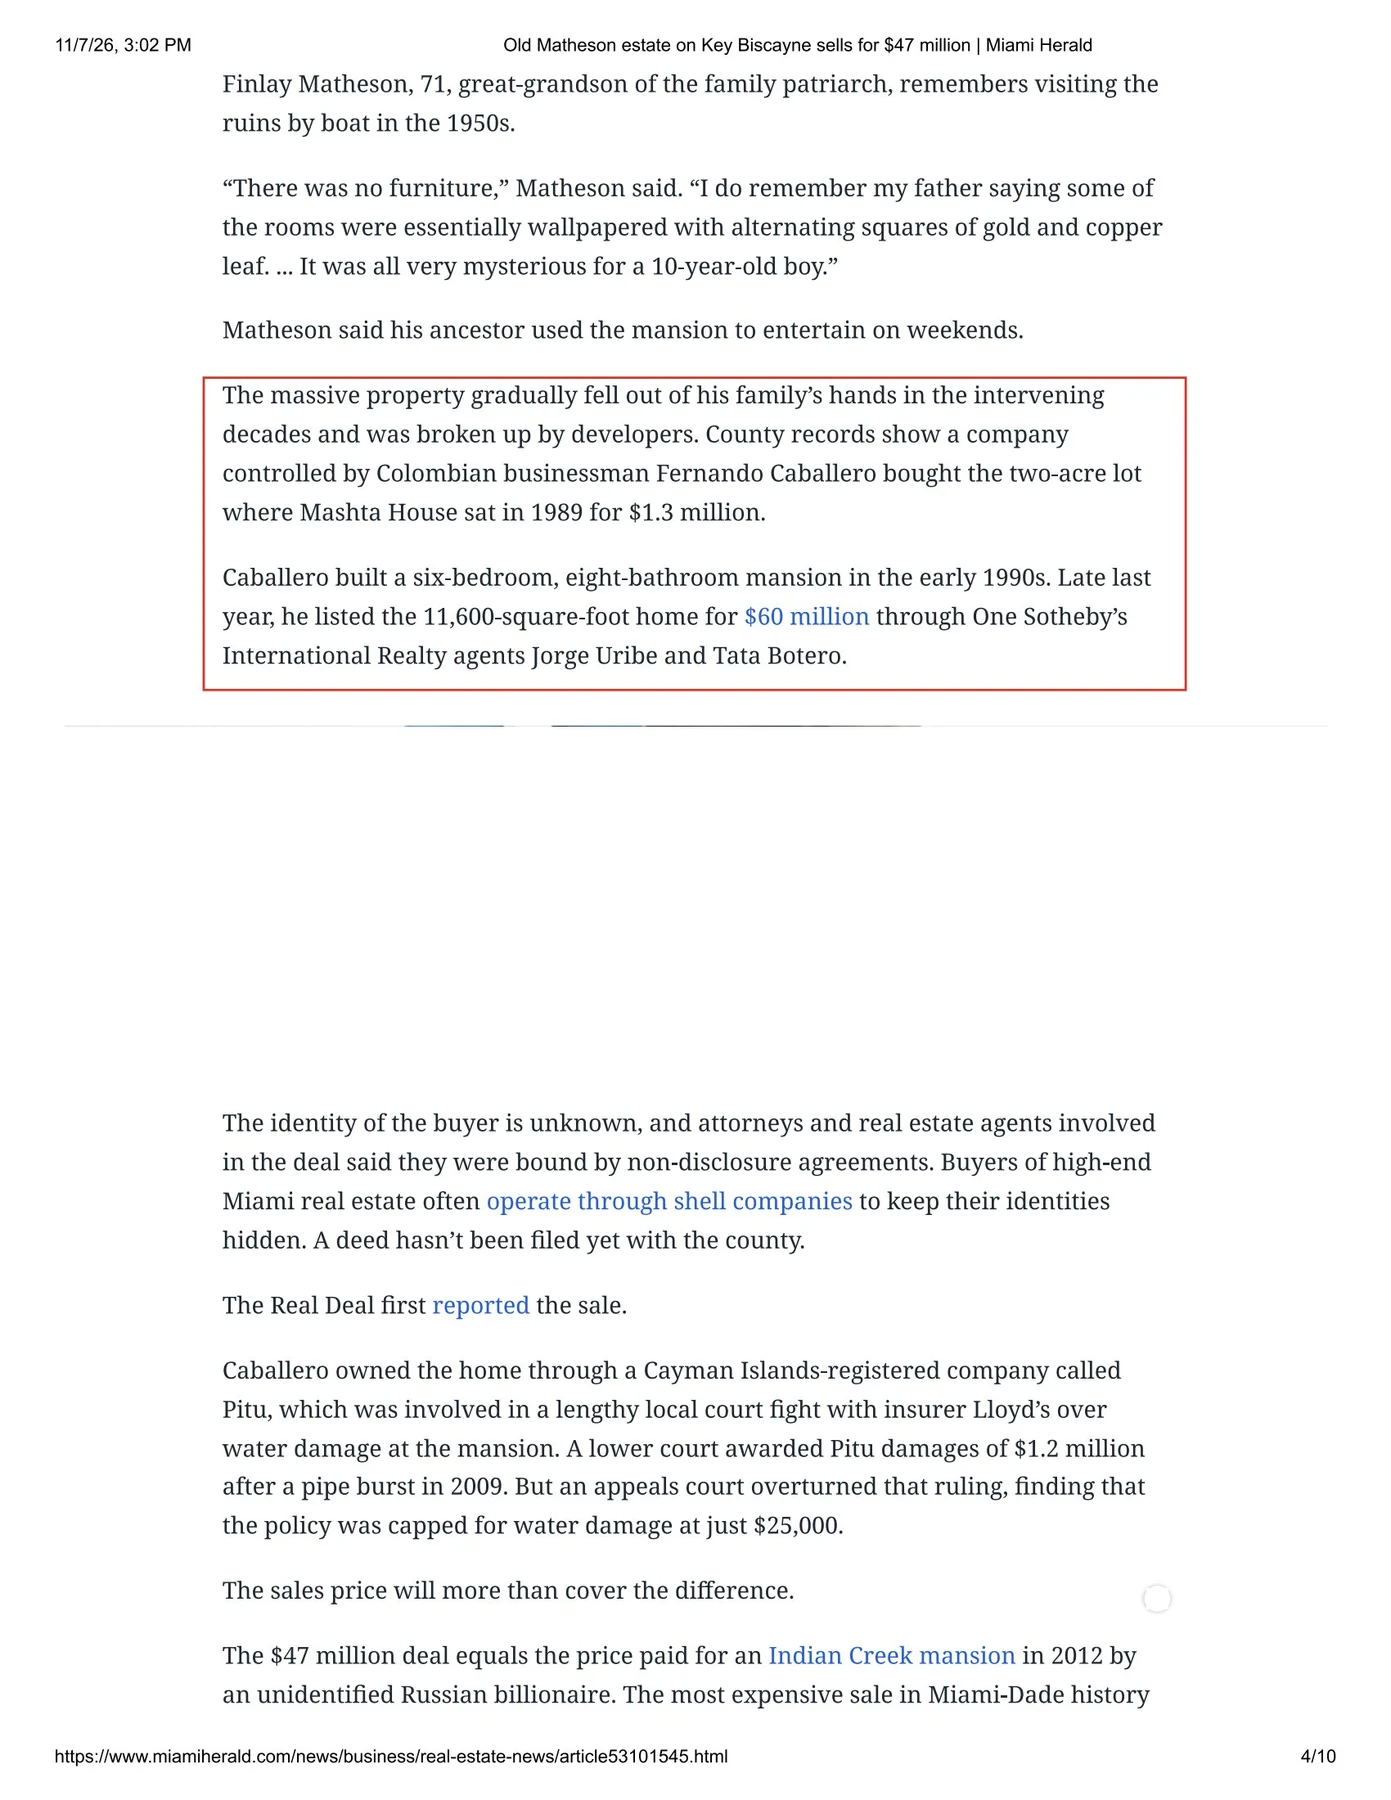 11/7/26, 3:02 PM
Old Matheson estate on Key Biscayne sells for $47 million | Miami Herald
Finlay Matheson, 71, great-grandson of the family patriarch, remembers visiting the
ruins by boat in the 1950s.
“There was no furniture,” Matheson said. “I do remember my father saying some of
the rooms were essentially wallpapered with alternating squares of gold and copper
leaf. ... It was all very mysterious for a 10-year-old boy.”
Matheson said his ancestor used the mansion to entertain on weekends.
The massive property gradually fell out of his family’s hands in the intervening
decades and was broken up by developers. County records show a company
controlled by Colombian businessman Fernando Caballero bought the two-acre lot
where Mashta House sat in 1989 for $1.3 million.
Caballero built a six-bedroom, eight-bathroom mansion in the early 1990s. Late last
year, he listed the 11,600-square-foot home for $60 million through One Sotheby’s
International Realty agents Jorge Uribe and Tata Botero.
The identity of the buyer is unknown, and attorneys and real estate agents involved
in the deal said they were bound by non-disclosure agreements. Buyers of high-end
Miami real estate often operate through shell companies to keep their identities
hidden. A deed hasn’t been filed yet with the county.
The Real Deal first reported the sale.
Caballero owned the home through a Cayman Islands-registered company called
Pitu, which was involved in a lengthy local court fight with insurer Lloyd’s over
water damage at the mansion. A lower court awarded Pitu damages of $1.2 million
after a pipe burst in 2009. But an appeals court overturned that ruling, finding that
the policy was capped for water damage at just $25,000.
The sales price will more than cover the difference.
The $47 million deal equals the price paid for an Indian Creek mansion in 2012 by
an unidentified Russian billionaire. The most expensive sale in Miami-Dade history
https://www.miamiherald.com/news/business/real-estate-news/article53101545.html
4/10